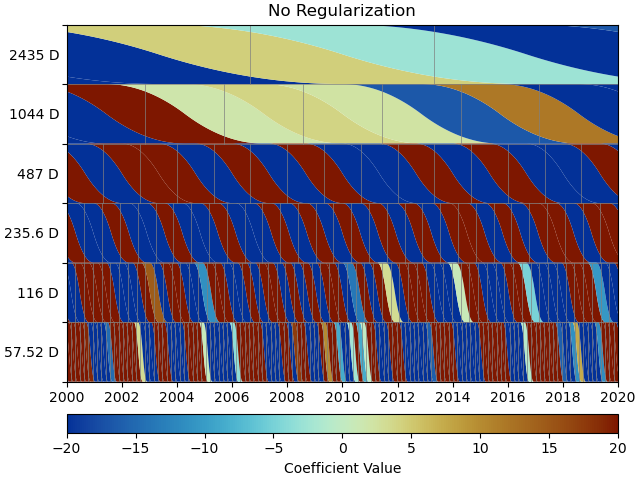 No Regularization
2435 D
1044 D
487 D
235.6 D
116 D
57.52 D
2000 2002 2004 2006 2008 2010 2012 2014 2016 2018 2020
−20 −15 −10 −5 0 5 10 15 20
Coefficient Value